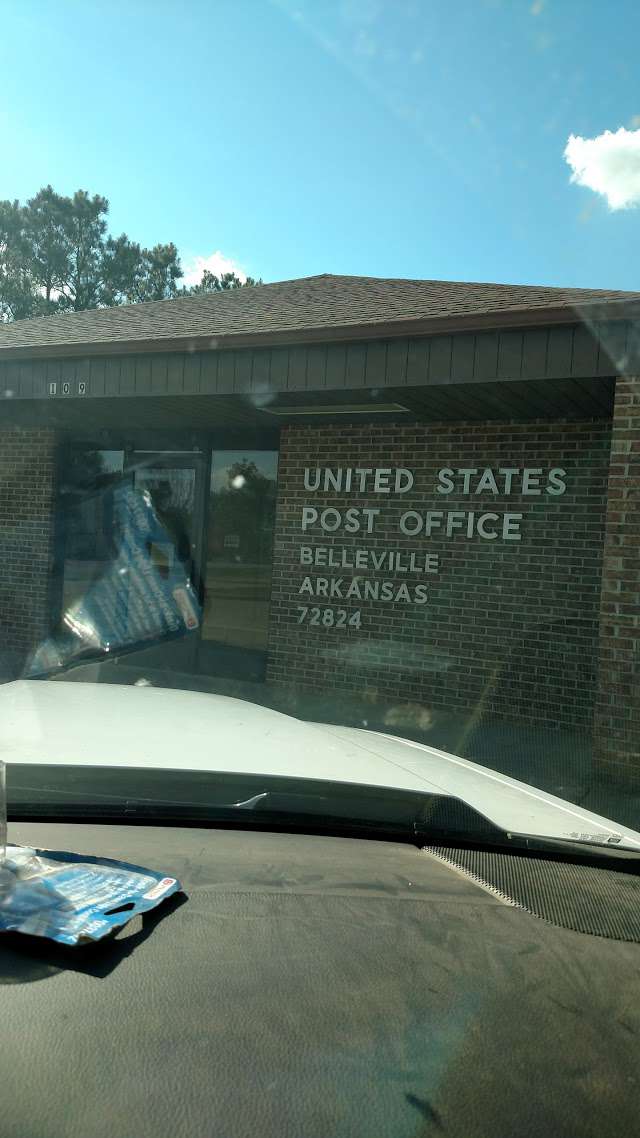 109
UNITED STATES
POST OFFICE
BELLEVILLE
ARKANSAS
72824